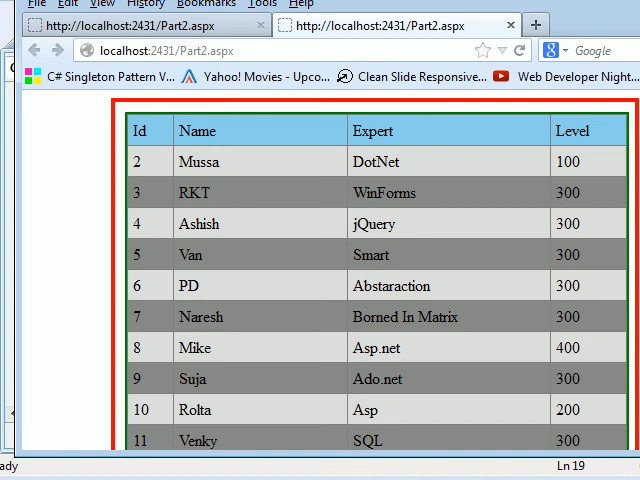 File Edit View History Bookmarks Tools Help
http://localhost:2431/Part2.aspx × http://localhost:2431/Part2.aspx × +
localhost:2431/Part2.aspx Google
C# Singleton Pattern V... Yahoo! Movies - Upco... Clean Slide Responsive... Web Developer Night...
Id Name Expert Level
2 Mussa DotNet 100
3 RKT WinForms 300
4 Ashish jQuery 300
5 Van Smart 300
6 PD Abstaraction 300
7 Naresh Borned In Matrix 300
8 Mike Asp.net 400
9 Suja Ado.net 300
10 Rolta Asp 200
11 Venky SQL 300
ady Ln 19